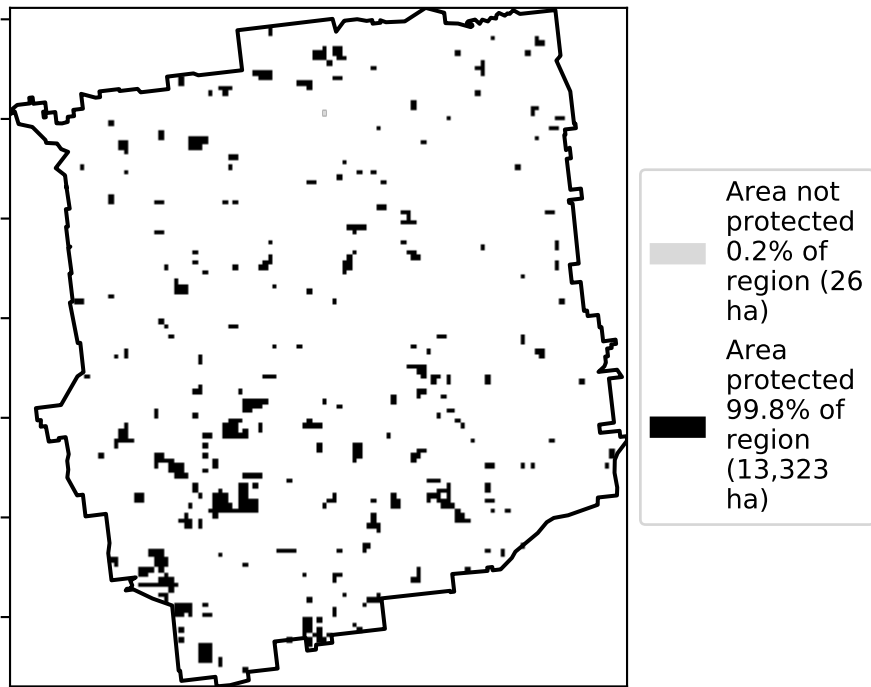 Area not
protected
0.2% of
region (26
ha)
Area
protected
99.8% of
region
(13,323
ha)